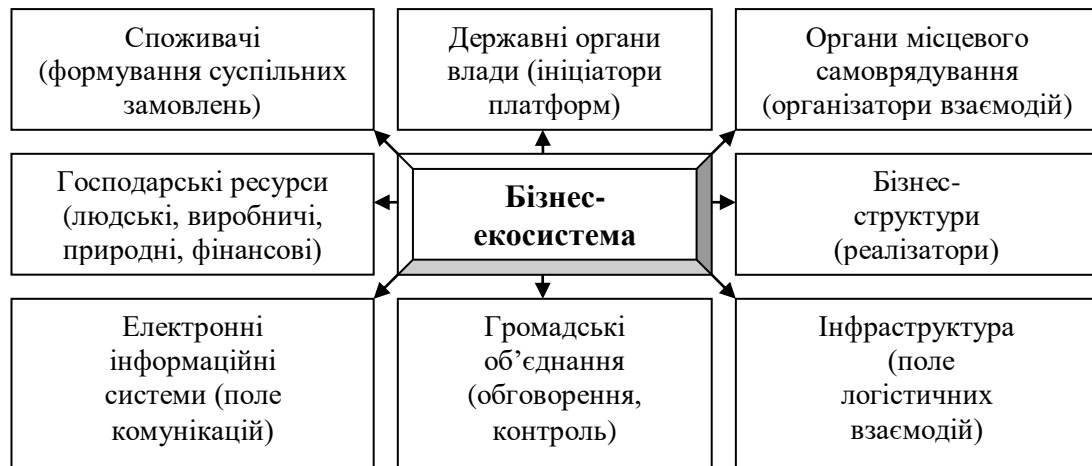 Споживачі
(формування суспільних
замовлень)
Державні органи
влади (ініціатори
платформ)
Органи місцевого
самоврядування
(організатори взаємодій)
Господарські ресурси
(людські, виробничі,
природні, фінансові)
Бізнес-
екосистема
Бізнес-
структури
(реалізатори)
Електронні
інформаційні
системи (поле
комунікацій)
Громадські
об’єднання
(обговорення,
контроль)
Інфраструктура
(поле
логістичних
взаємодій)